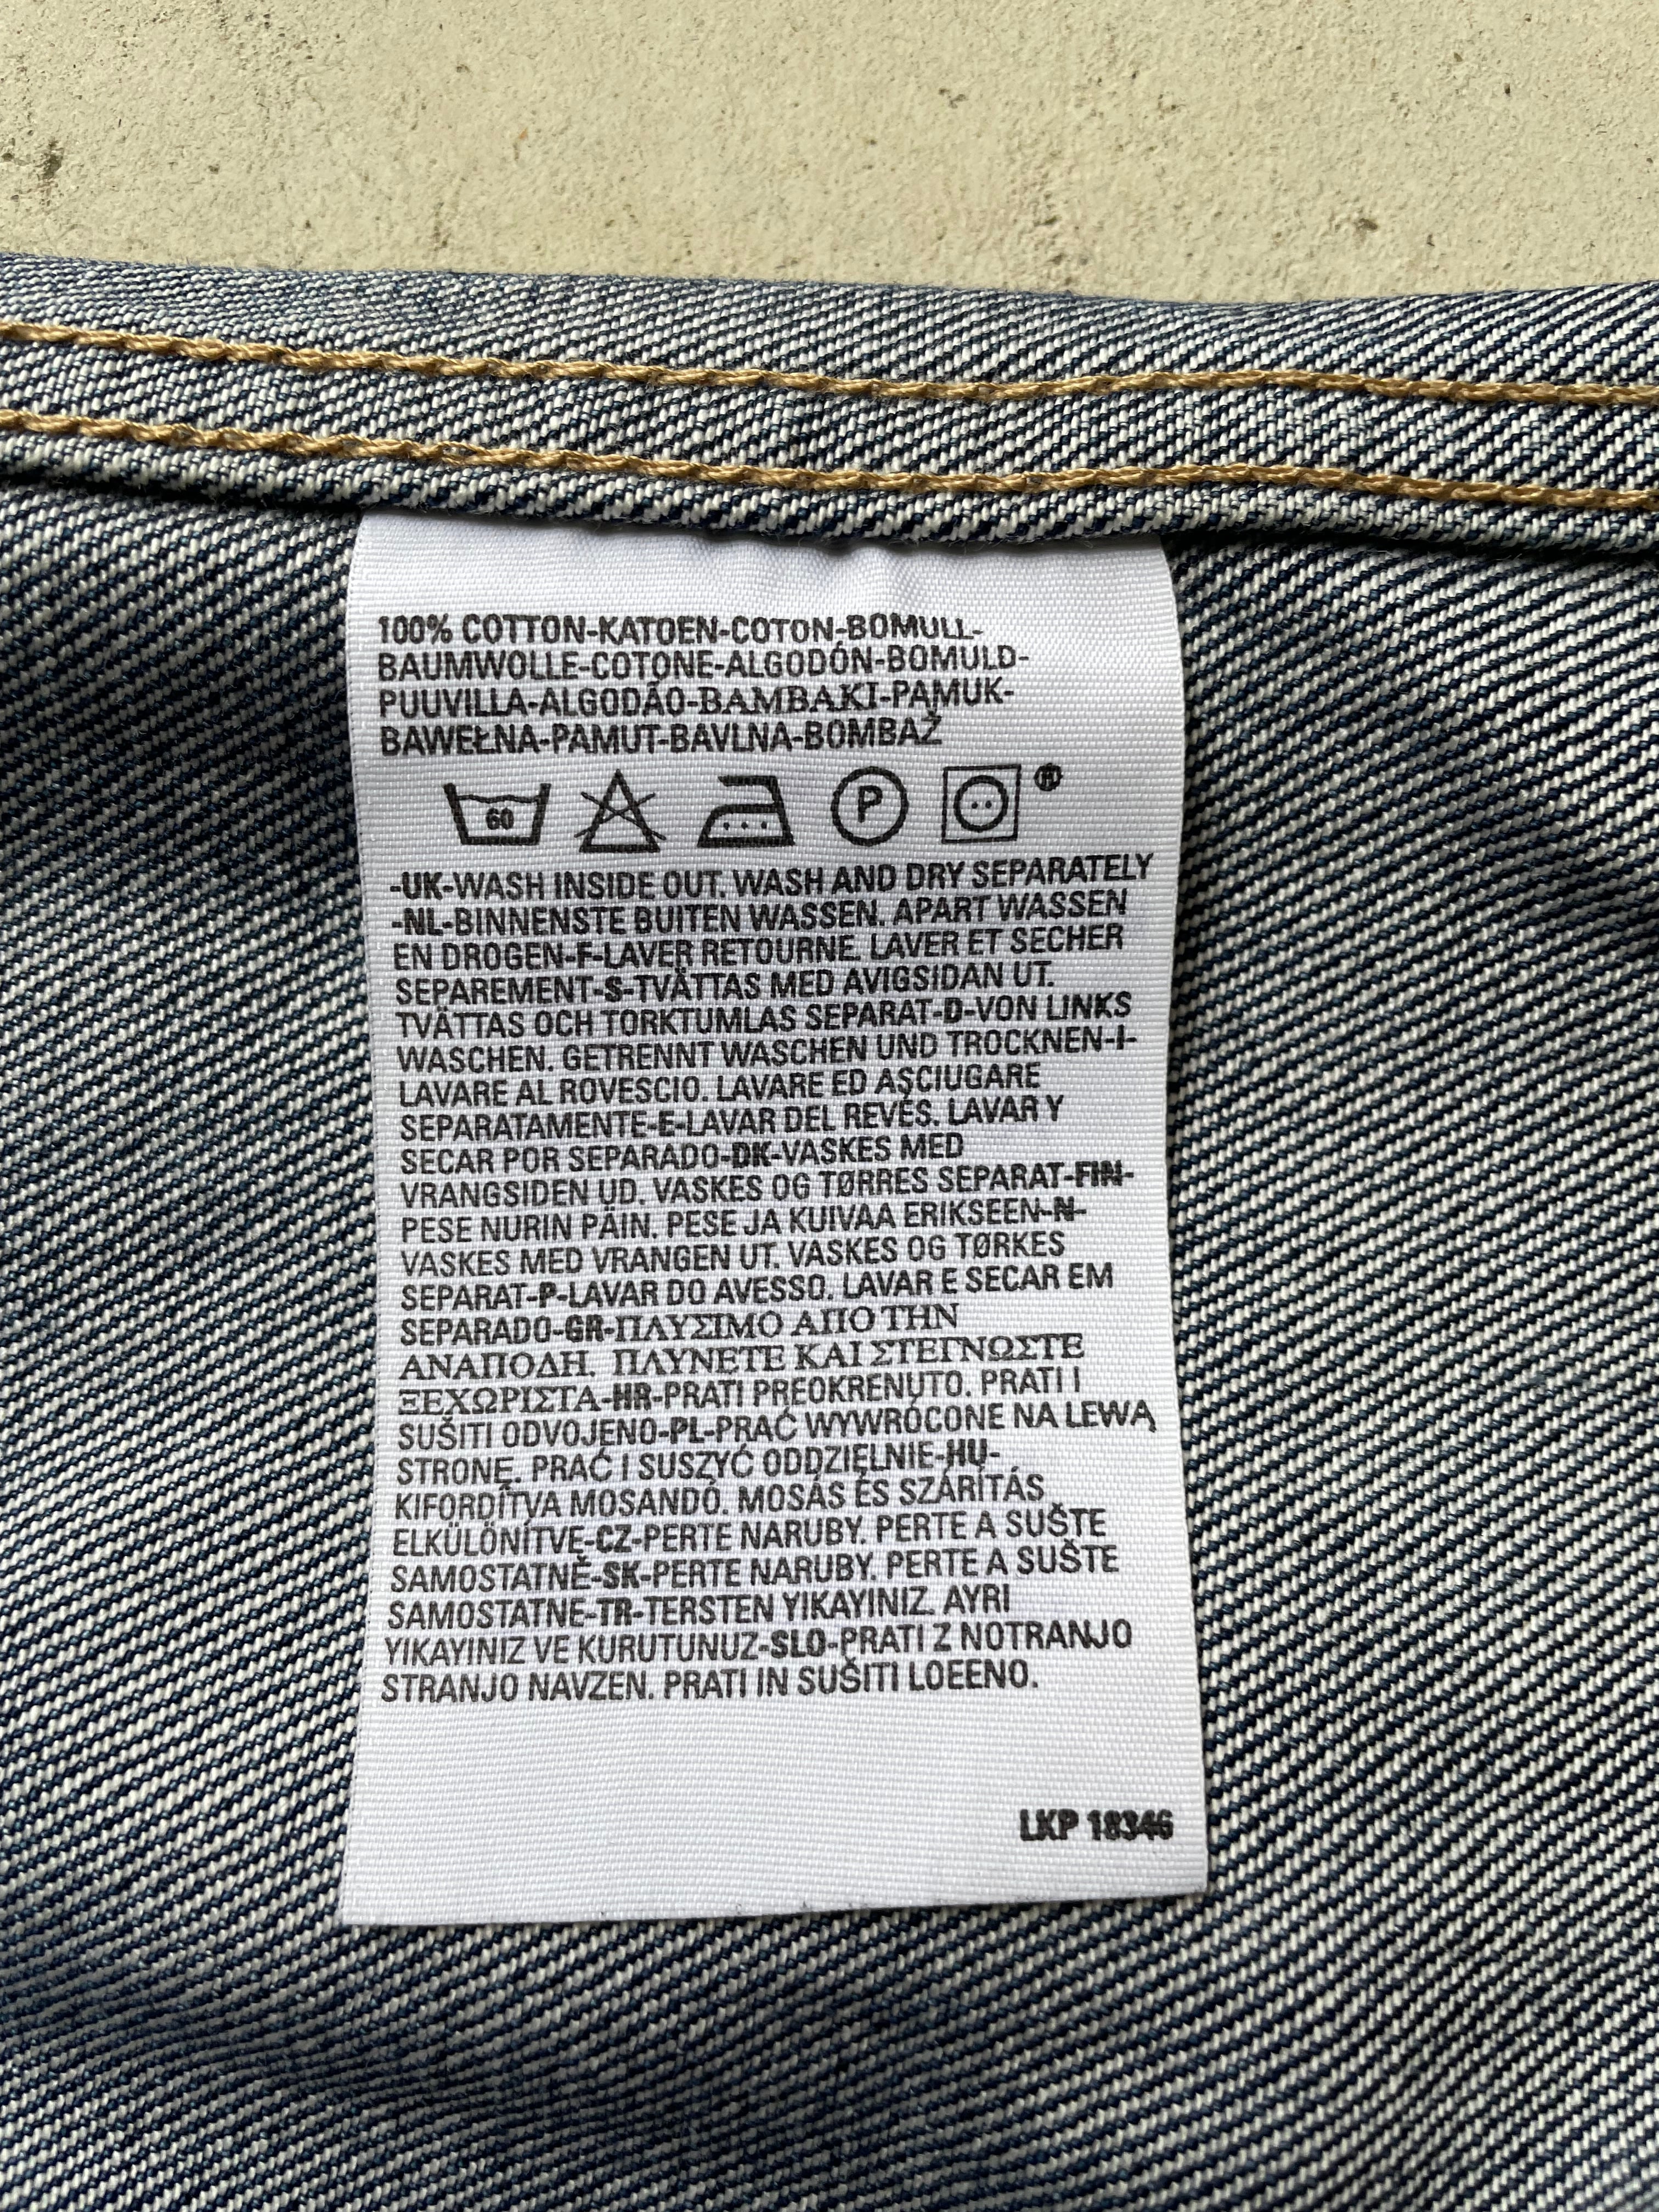 100% COTTON-KATOEN-COTON-BOMULL-
BAUMWOLLE-COTONE-ALGODÓN-BOMULD-
PUUVILLA-ALGODÃO-BAMBAKI-PAMUK-
BAWEŁNA-PAMUT-BAVLNA-BOMBAŽ
60 P ®
-UK-WASH INSIDE OUT. WASH AND DRY SEPARATELY
-NL-BINNENSTE BUITEN WASSEN. APART WASSEN
EN DROGEN-F-LAVER RETOURNE. LAVER ET SECHER
SEPAREMENT-S-TVÄTTAS MED AVIGSIDAN UT.
TVÄTTAS OCH TORKTUMLAS SEPARAT-D-VON LINKS
WASCHEN. GETRENNT WASCHEN UND TROCKNEN-I-
LAVARE AL ROVESCIO. LAVARE ED ASCIUGARE
SEPARATAMENTE-E-LAVAR DEL REVÉS. LAVAR Y
SECAR POR SEPARADO-DK-VASKES MED
VRANGSIDEN UD. VASKES OG TØRRES SEPARAT-FIN-
PESE NURIN PÄIN. PESE JA KUIVAA ERIKSEEN-N-
VASKES MED VRANGEN UT. VASKES OG TØRKES
SEPARAT-P-LAVAR DO AVESSO. LAVAR E SECAR EM
SEPARADO-GR-ΠΛΥΣΙΜΟ ΑΠΟ ΤΗΝ
ΑΝΑΠΟΔΗ. ΠΛΥΝΕΤΕ ΚΑΙ ΣΤΕΓΝΩΣΤΕ
ΞΕΧΩΡΙΣΤΑ-HR-PRATI PREOKRENUTO. PRATI I
SUŠITI ODVOJENO-PL-PRAĆ WYWRÓCONE NA LEWĄ
STRONĘ. PRAĆ I SUSZYĆ ODDZIELNIE-HU-
KIFORDÍTVA MOSANDÓ. MOSÁS ÉS SZÁRÍTÁS
ELKÜLÖNÍTVE-CZ-PERTE NARUBY. PERTE A SUŠTE
SAMOSTATNĚ-SK-PERTE NARUBY. PERTE A SUŠTE
SAMOSTATNE-TR-TERSTEN YIKAYINIZ. AYRI
YIKAYINIZ VE KURUTUNUZ-SLO-PRATI Z NOTRANJO
STRANJO NAVZEN. PRATI IN SUŠITI LOEENO.
LKP 18346